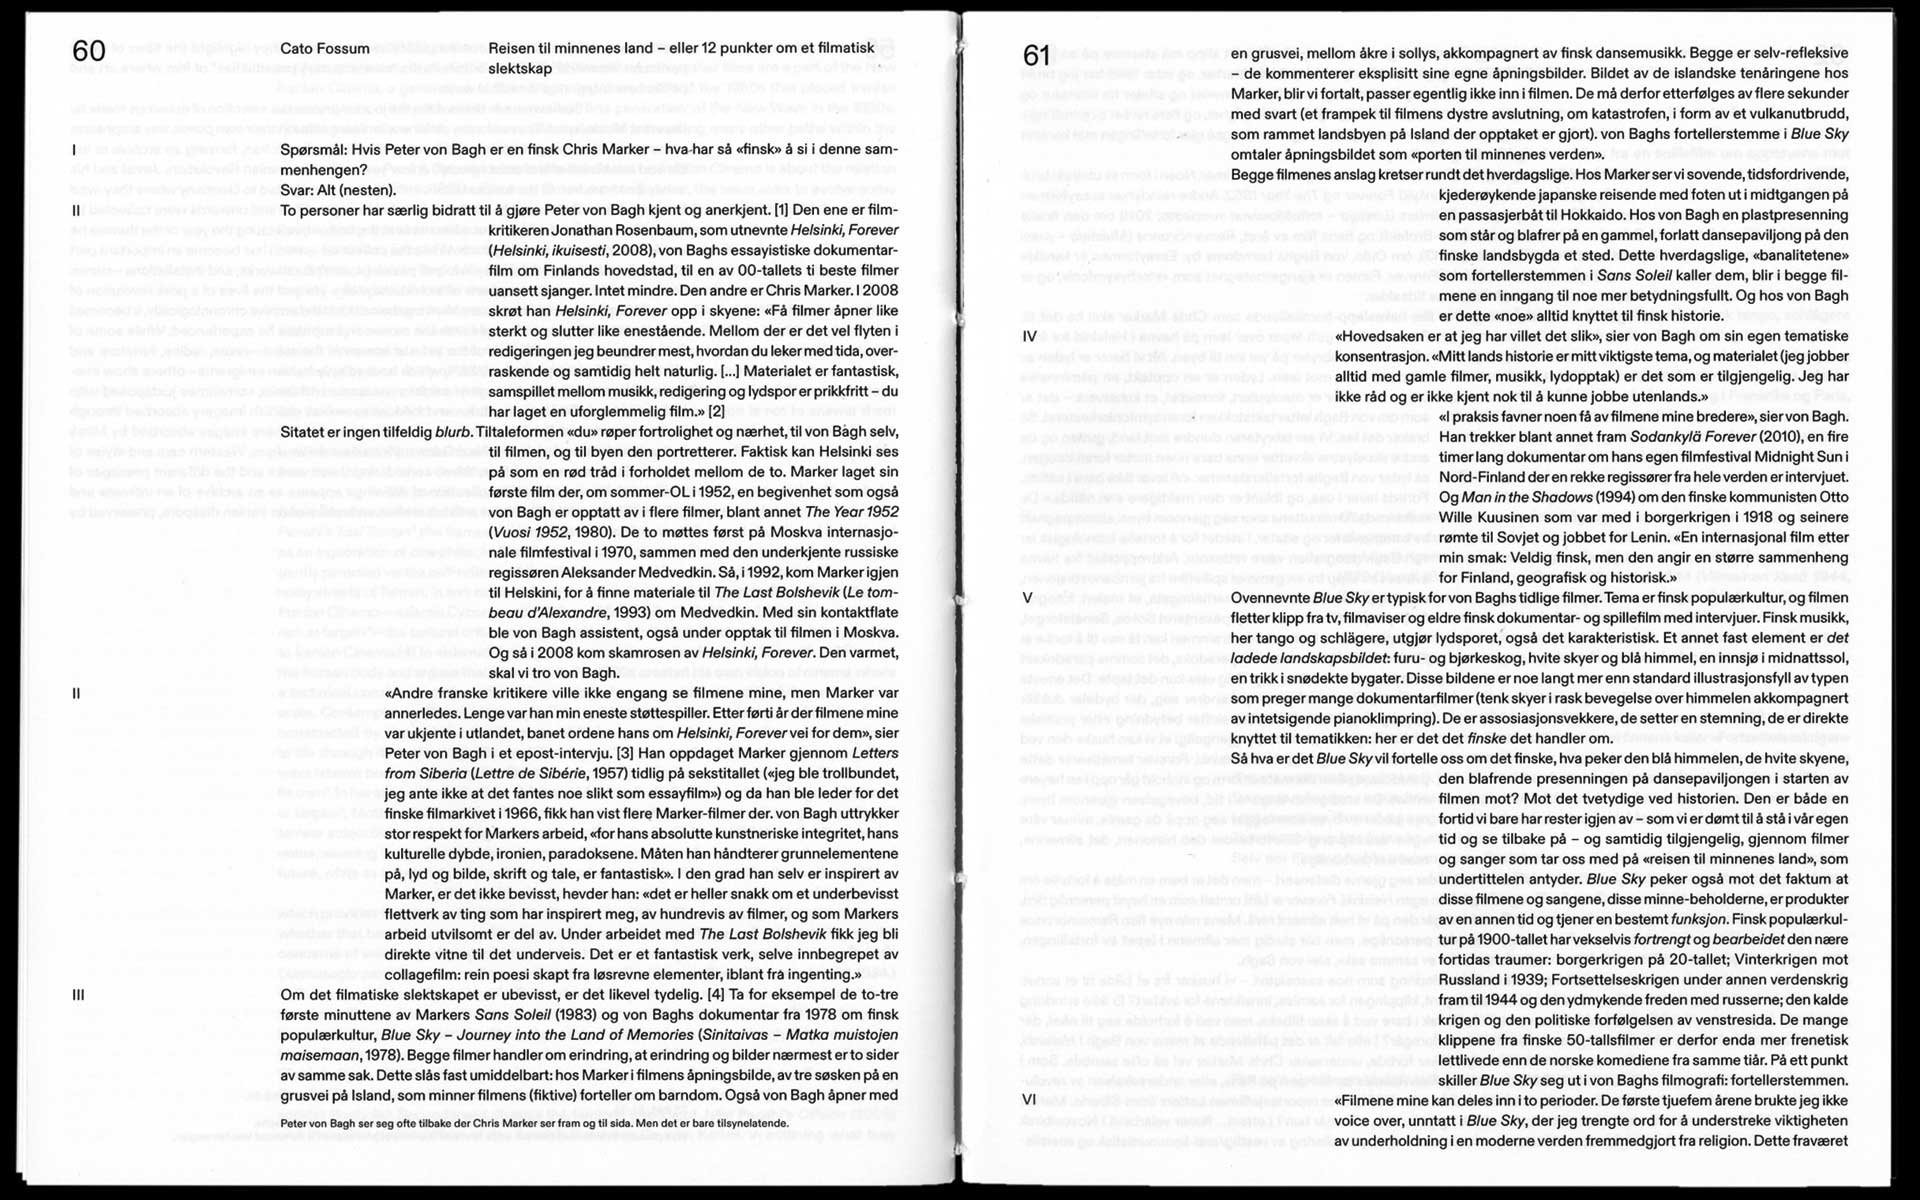 60
Cato Fossum
Reisen til minnenes land – eller 12 punkter om et filmatisk
slektskap
I
Spørsmål: Hvis Peter von Bagh er en finsk Chris Marker – hva har så «finsk» å si i denne sam-
menhengen?
Svar: Alt (nesten).
II
To personer har særlig bidratt til å gjøre Peter von Bagh kjent og anerkjent. [1] Den ene er film-
kritikeren Jonathan Rosenbaum, som utnevnte Helsinki, Forever
(Helsinki, ikuisesti, 2008), von Baghs essayistiske dokumentar-
film om Finlands hovedstad, til en av 00-tallets ti beste filmer
uansett sjanger. Intet mindre. Den andre er Chris Marker. I 2008
skrøt han Helsinki, Forever opp i skyene: «Få filmer åpner like
sterkt og slutter like enestående. Mellom der er det vel flyten i
redigeringen jeg beundrer mest, hvordan du leker med tida, over-
raskende og samtidig helt naturlig. [...] Materialet er fantastisk,
samspillet mellom musikk, redigering og lydspor er prikkfritt – du
har laget en uforglemmelig film.» [2]
Sitatet er ingen tilfeldig blurb. Tiltaleformen «du» røper fortrolighet og nærhet, til von Bagh selv,
til filmen, og til byen den portretterer. Faktisk kan Helsinki ses
på som en rød tråd i forholdet mellom de to. Marker laget sin
første film der, om sommer-OL i 1952, en begivenhet som også
von Bagh er opptatt av i flere filmer, blant annet The Year 1952
(Vuosi 1952, 1980). De to møttes først på Moskva internasjo-
nale filmfestival i 1970, sammen med den underkjente russiske
regissøren Aleksander Medvedkin. Så, i 1992, kom Marker igjen
til Helskini, for å finne materiale til The Last Bolshevik (Le tom-
beau d'Alexandre, 1993) om Medvedkin. Med sin kontaktflate
ble von Bagh assistent, også under opptak til filmen i Moskva.
Og så i 2008 kom skamrosen av Helsinki, Forever. Den varmet,
skal vi tro von Bagh.
II
«Andre franske kritikere ville ikke engang se filmene mine, men Marker var
annerledes. Lenge var han min eneste støttespiller. Etter førti år der filmene mine
var ukjente i utlandet, banet ordene hans om Helsinki, Forever vei for dem», sier
Peter von Bagh i et epost-intervju. [3] Han oppdaget Marker gjennom Letters
from Siberia (Lettre de Sibérie, 1957) tidlig på sekstitallet («jeg ble trollbundet,
jeg ante ikke at det fantes noe slikt som essayfilm») og da han ble leder for det
finske filmarkivet i 1966, fikk han vist flere Marker-filmer der. von Bagh uttrykker
stor respekt for Markers arbeid, «for hans absolutte kunstneriske integritet, hans
kulturelle dybde, ironien, paradoksene. Måten han håndterer grunnelementene
på, lyd og bilde, skrift og tale, er fantastisk». I den grad han selv er inspirert av
Marker, er det ikke bevisst, hevder han: «det er heller snakk om et underbevisst
flettverk av ting som har inspirert meg, av hundrevis av filmer, og som Markers
arbeid utvilsomt er del av. Under arbeidet med The Last Bolshevik fikk jeg bli
direkte vitne til det underveis. Det er et fantastisk verk, selve innbegrepet av
collagefilm: rein poesi skapt fra løsrevne elementer, iblant fra ingenting.»
III
Om det filmatiske slektskapet er ubevisst, er det likevel tydelig. [4] Ta for eksempel de to-tre
første minuttene av Markers Sans Soleil (1983) og von Baghs dokumentar fra 1978 om finsk
populærkultur, Blue Sky – Journey into the Land of Memories (Sinitaivas – Matka muistojen
maisemaan, 1978). Begge filmer handler om erindring, at erindring og bilder nærmest er to sider
av samme sak. Dette slås fast umiddelbart: hos Marker i filmens åpningsbilde, av tre søsken på en
grusvei på Island, som minner filmens (fiktive) forteller om barndom. Også von Bagh åpner med
Peter von Bagh ser seg ofte tilbake der Chris Marker ser fram og til sida. Men det er bare tilsynelatende.
61
en grusvei, mellom åkre i sollys, akkompagnert av finsk dansemusikk. Begge er selv-refleksive
– de kommenterer eksplisitt sine egne åpningsbilder. Bildet av de islandske tenåringene hos
Marker, blir vi fortalt, passer egentlig ikke inn i filmen. De må derfor etterfølges av flere sekunder
med svart (et frampek til filmens dystre avslutning, om katastrofen, i form av et vulkanutbrudd,
som rammet landsbyen på Island der opptaket er gjort). von Baghs fortellerstemme i Blue Sky
omtaler åpningsbildet som «porten til minnenes verden».
Begge filmenes anslag kretser rundt det hverdagslige. Hos Marker ser vi sovende, tidsfordrivende,
kjederøykende japanske reisende med foten ut i midtgangen på
en passasjerbåt til Hokkaido. Hos von Bagh en plastpresenning
som står og blafrer på en gammel, forlatt dansepaviljong på den
finske landsbygda et sted. Dette hverdagslige, «banalitetene»
som fortellerstemmen i Sans Soleil kaller dem, blir i begge fil-
mene en inngang til noe mer betydningsfullt. Og hos von Bagh
er dette «noe» alltid knyttet til finsk historie.
IV
«Hovedsaken er at jeg har villet det slik», sier von Bagh om sin egen tematiske
konsentrasjon. «Mitt lands historie er mitt viktigste tema, og materialet (jeg jobber
alltid med gamle filmer, musikk, lydopptak) er det som er tilgjengelig. Jeg har
ikke råd og er ikke kjent nok til å kunne jobbe utenlands.»
«I praksis favner noen få av filmene mine bredere», sier von Bagh.
Han trekker blant annet fram Sodankylä Forever (2010), en fire
timer lang dokumentar om hans egen filmfestival Midnight Sun i
Nord-Finland der en rekke regissører fra hele verden er intervjuet.
Og Man in the Shadows (1994) om den finske kommunisten Otto
Wille Kuusinen som var med i borgerkrigen i 1918 og seinere
rømte til Sovjet og jobbet for Lenin. «En internasjonal film etter
min smak: Veldig finsk, men den angir en større sammenheng
for Finland, geografisk og historisk.»
V
Ovennevnte Blue Sky er typisk for von Baghs tidlige filmer. Tema er finsk populærkultur, og filmen
fletter klipp fra tv, filmaviser og eldre finsk dokumentar- og spillefilm med intervjuer. Finsk musikk,
her tango og schlägere, utgjør lydsporet, også det karakteristisk. Et annet fast element er det
ladede landskapsbildet: furu- og bjørkeskog, hvite skyer og blå himmel, en innsjø i midnattssol,
en trikk i snødekte bygater. Disse bildene er noe langt mer enn standard illustrasjonsfyll av typen
som preger mange dokumentarfilmer (tenk skyer i rask bevegelse over himmelen akkompagnert
av intetsigende pianoklimpring). De er assosiasjonsvekkere, de setter en stemning, de er direkte
knyttet til tematikken: her er det det finske det handler om.
Så hva er det Blue Sky vil fortelle oss om det finske, hva peker den blå himmelen, de hvite skyene,
den blafrende presenningen på dansepaviljongen i starten av
filmen mot? Mot det tvetydige ved historien. Den er både en
fortid vi bare har rester igjen av – som vi er dømt til å stå i vår egen
tid og se tilbake på – og samtidig tilgjengelig, gjennom filmer
og sanger som tar oss med på «reisen til minnenes land», som
undertittelen antyder. Blue Sky peker også mot det faktum at
disse filmene og sangene, disse minne-beholderne, er produkter
av en annen tid og tjener en bestemt funksjon. Finsk populærkul-
tur på 1900-tallet har vekselvis fortrengt og bearbeidet den nære
fortidas traumer: borgerkrigen på 20-tallet; Vinterkrigen mot
Russland i 1939; Fortsettelseskrigen under annen verdenskrig
fram til 1944 og den ydmykende freden med russerne; den kalde
krigen og den politiske forfølgelsen av venstresida. De mange
klippene fra finske 50-tallsfilmer er derfor enda mer frenetisk
lettlivede enn de norske komediene fra samme tiår. På ett punkt
skiller Blue Sky seg ut i von Baghs filmografi: fortellerstemmen.
VI
«Filmene mine kan deles inn i to perioder. De første tjuefem årene brukte jeg ikke
voice over, unntatt i Blue Sky, der jeg trengte ord for å understreke viktigheten
av underholdning i en moderne verden fremmedgjort fra religion. Dette fraværet